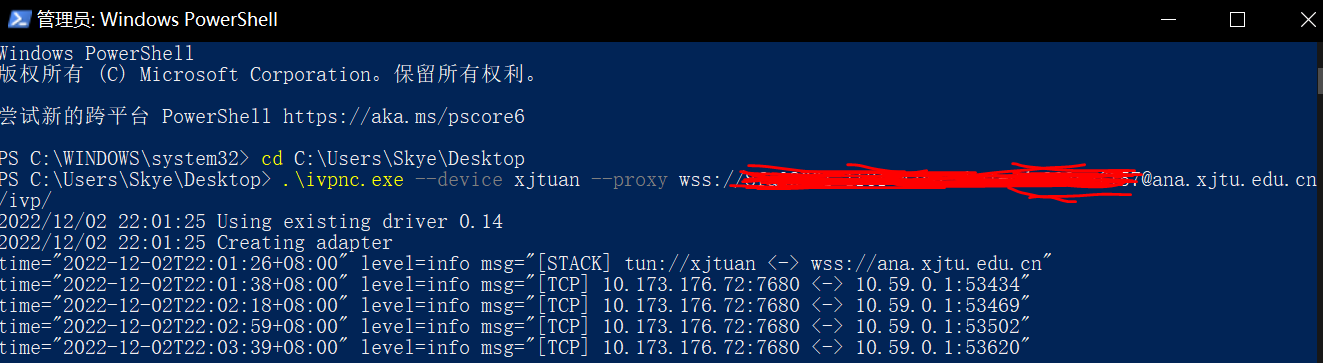 管理员: Windows PowerShell
Windows PowerShell
版权所有 (C) Microsoft Corporation。保留所有权利。
尝试新的跨平台 PowerShell https://aka.ms/pscore6
PS C:\WINDOWS\system32> cd C:\Users\Skye\Desktop
PS C:\Users\Skye\Desktop> .\ivpnc.exe --device xjtuan --proxy wss://@ana.xjtu.edu.cn
/ivp/
2022/12/02 22:01:25 Using existing driver 0.14
2022/12/02 22:01:25 Creating adapter
time="2022-12-02T22:01:26+08:00" level=info msg="[STACK] tun://xjtuan <-> wss://ana.xjtu.edu.cn"
time="2022-12-02T22:01:38+08:00" level=info msg="[TCP] 10.173.176.72:7680 <-> 10.59.0.1:53434"
time="2022-12-02T22:02:18+08:00" level=info msg="[TCP] 10.173.176.72:7680 <-> 10.59.0.1:53469"
time="2022-12-02T22:02:59+08:00" level=info msg="[TCP] 10.173.176.72:7680 <-> 10.59.0.1:53502"
time="2022-12-02T22:03:39+08:00" level=info msg="[TCP] 10.173.176.72:7680 <-> 10.59.0.1:53620"